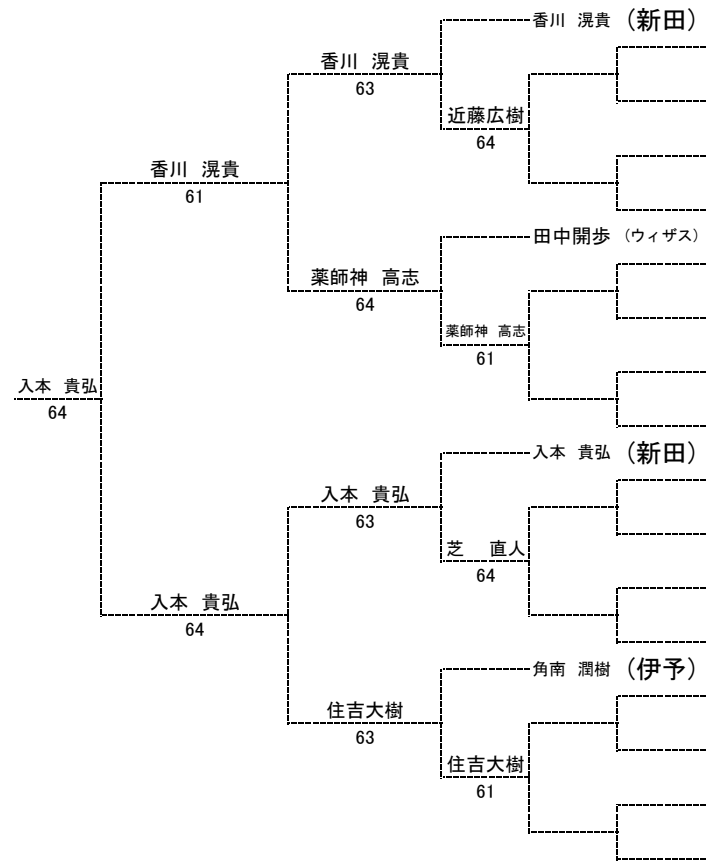 香川 滉貴 （新田）
香川 滉貴
63
近藤広樹
64
香川 滉貴
61
田中開歩 （ウィザス）
薬師神 高志
64
薬師神 高志
61
入本 貴弘
64
入本 貴弘 （新田）
入本 貴弘
63
芝 直人
64
入本 貴弘
64
角南 潤樹 （伊予）
住吉大樹
63
住吉大樹
61